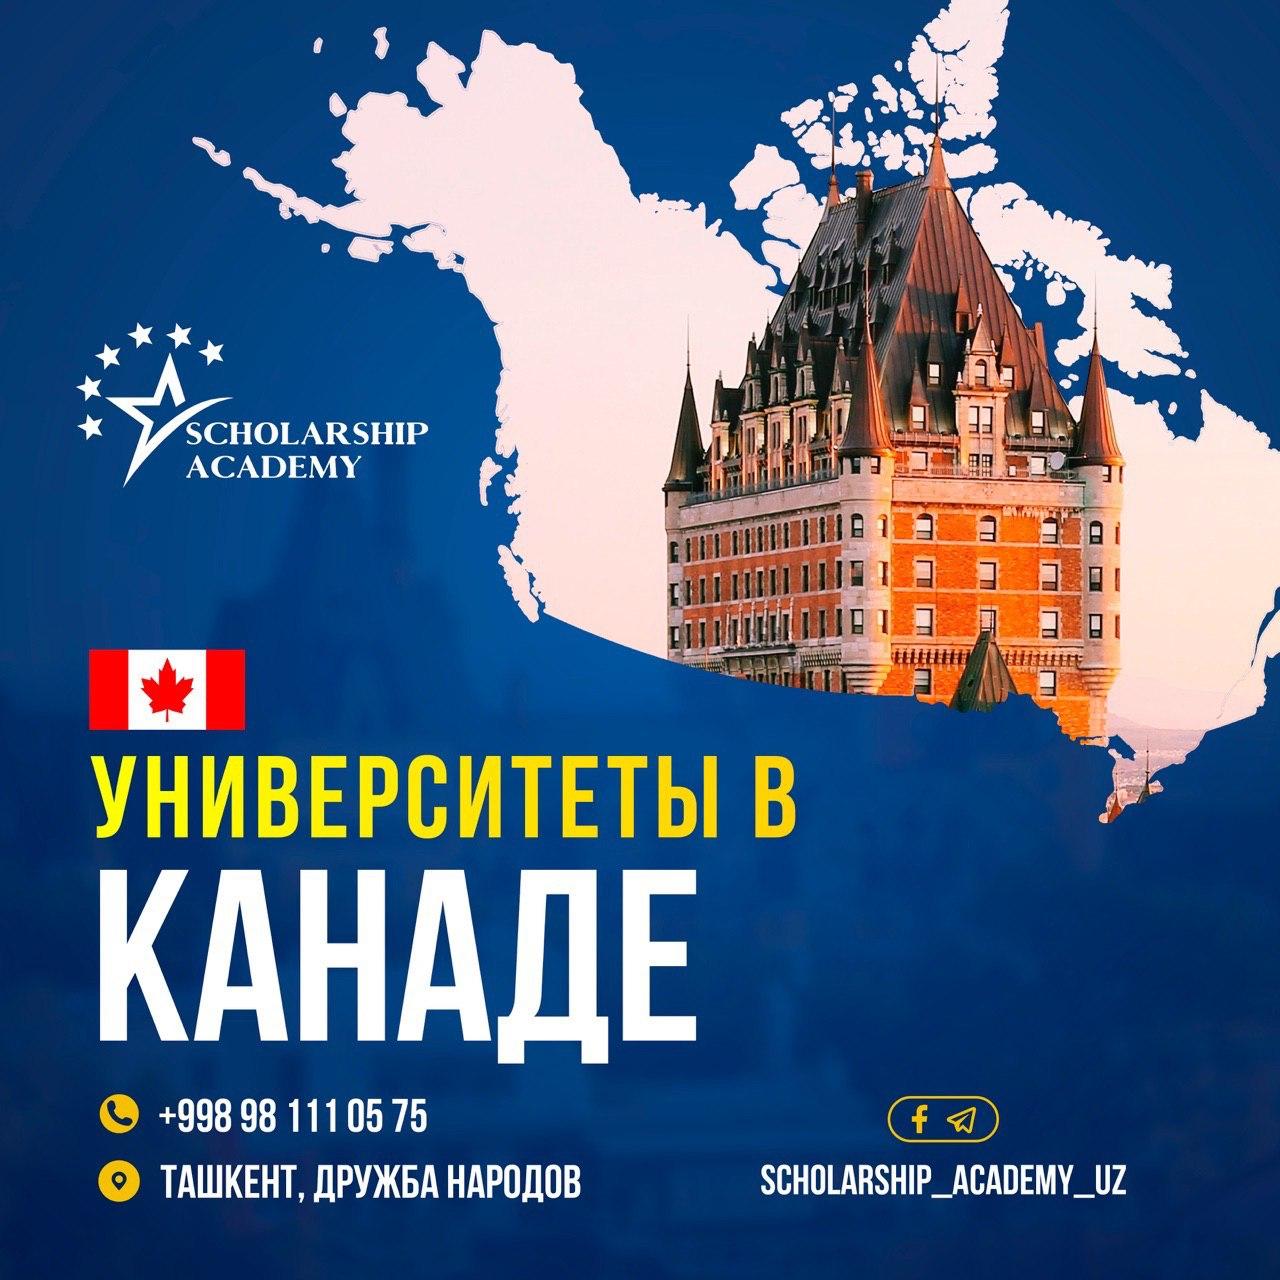 SCHOLARSHIP
ACADEMY
УНИВЕРСИТЕТЫ В
КАНАДЕ
+998 98 111 05 75
ТАШКЕНТ, ДРУЖБА НАРОДОВ
SCHOLARSHIP_ACADEMY_UZ